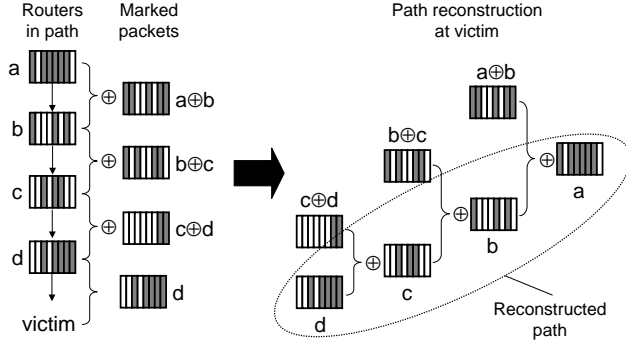 Routers
in path
Marked
packets
Path reconstruction
at victim
a
⊕
a⊕b
b
⊕
b⊕c
c
⊕
c⊕d
d
d
victim
a⊕b
b⊕c
⊕
a
c⊕d
⊕
b
⊕
c
d
Reconstructed
path